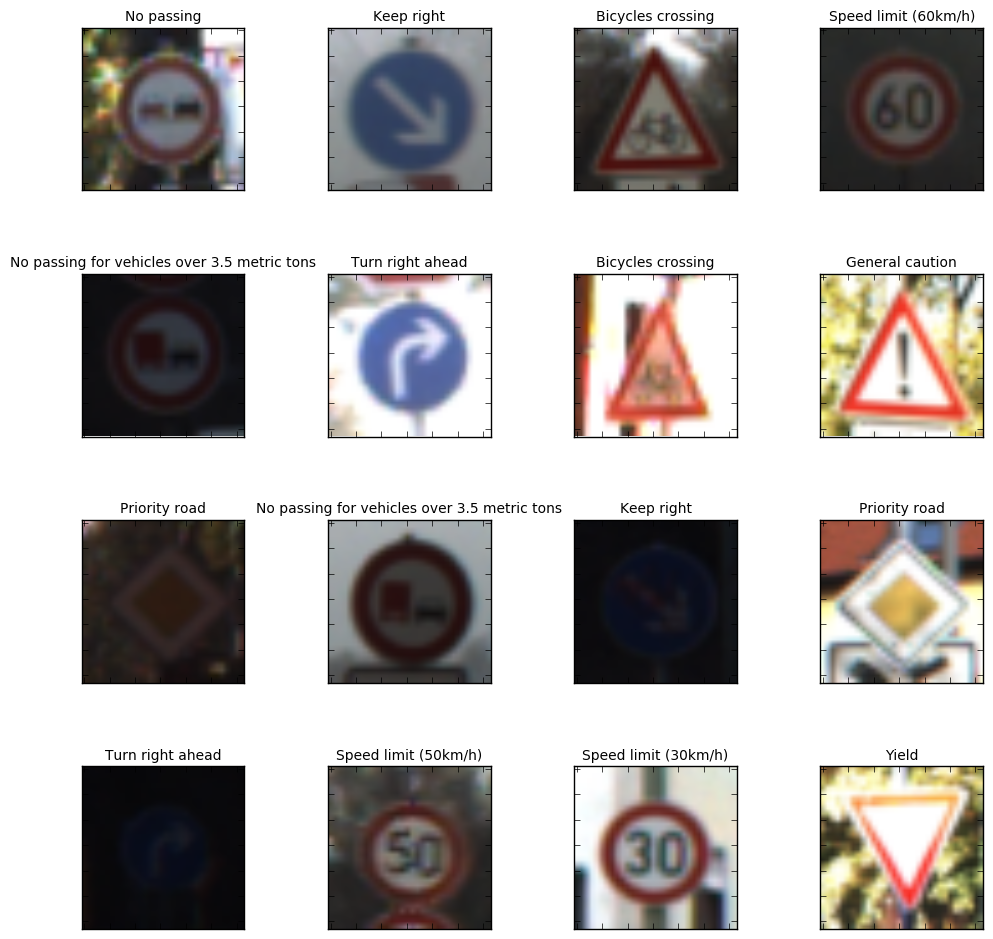 No passing
Keep right
Bicycles crossing
Speed limit (60km/h)
60
No passing for vehicles over 3.5 metric tons
Turn right ahead
Bicycles crossing
General caution
!
Priority road
No passing for vehicles over 3.5 metric tons
Keep right
Priority road
Turn right ahead
Speed limit (50km/h)
Speed limit (30km/h)
Yield
50
30